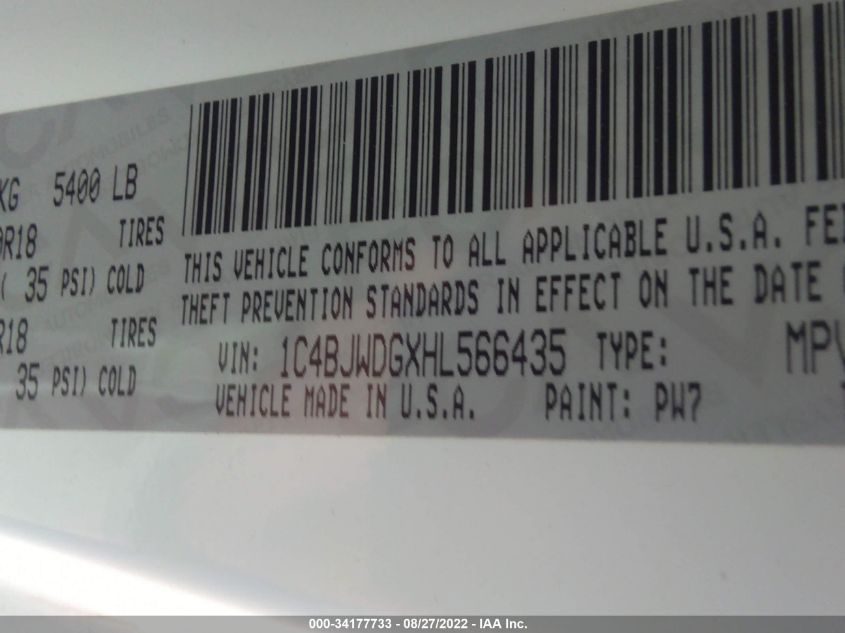 KG 5400 LB
R18 TIRES
35 PSI) COLD
R18 TIRES
35 PSI) COLD
THIS VEHICLE CONFORMS TO ALL APPLICABLE U.S.A. FE
THEFT PREVENTION STANDARDS IN EFFECT ON THE DATE
VIN: 1C4BJWDGXHL566435 TYPE: MPV
VEHICLE MADE IN U.S.A. PAINT: PW7
000-34177733 - 08/27/2022 - IAA Inc.